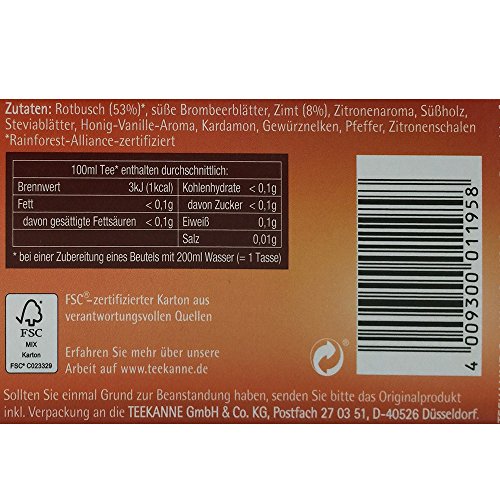 Zutaten: Rotbusch (53%)*, süße Brombeerblätter, Zimt (8%), Zitronenaroma, Süßholz,
Steviablätter, Honig-Vanille-Aroma, Kardamon, Gewürznelken, Pfeffer, Zitronenschalen
*Rainforest-Alliance-zertifiziert
100ml Tee* enthalten durchschnittlich:
Brennwert 3kJ (1kcal) Kohlenhydrate < 0,1g
Fett < 0,1g davon Zucker < 0,1g
davon gesättigte Fettsäuren < 0,1g Eiweiß 0,1g
Salz 0,01g
* bei einer Zubereitung eines Beutels mit 200ml Wasser (= 1 Tasse)
FSC
MIX
Karton
FSC® C023329
FSC®-zertifizierter Karton aus
verantwortungsvollen Quellen
Erfahren Sie mehr über unsere
Arbeit auf www.teekanne.de
4 009300 011958
Sollten Sie einmal Grund zur Beanstandung haben, senden Sie bitte das Originalprodukt
inkl. Verpackung an die TEEKANNE GmbH & Co. KG, Postfach 27 03 51, D-40526 Düsseldorf.